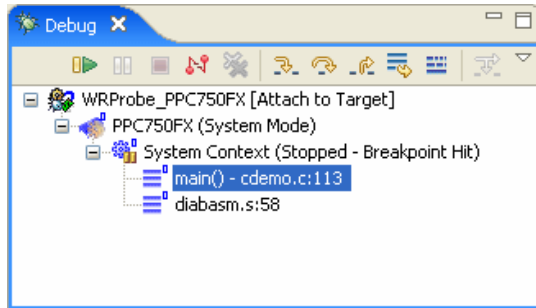 Debug
WRProbe_PPC750FX [Attach to Target]
PPC750FX (System Mode)
System Context (Stopped - Breakpoint Hit)
main() - cdemo.c:113
diabasm.s:58